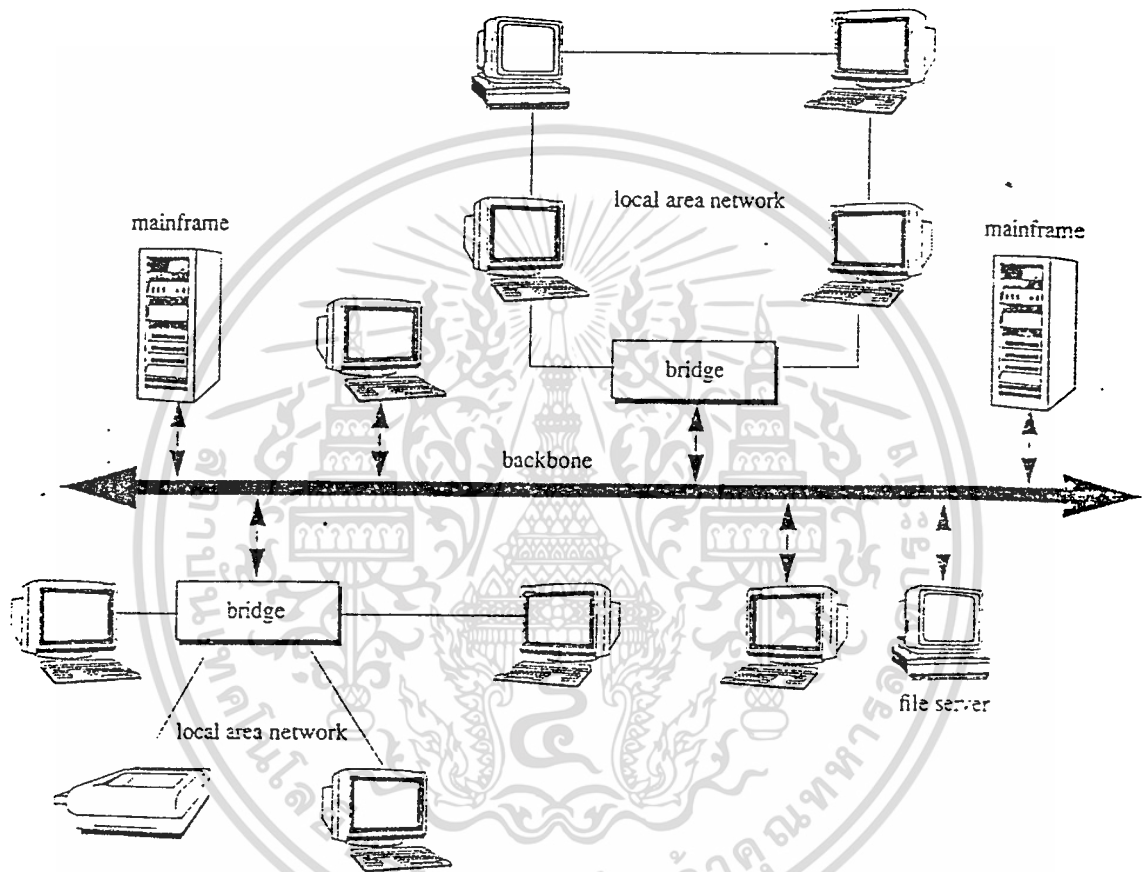 local area network
mainframe
mainframe
bridge
backbone
bridge
file server
local area network